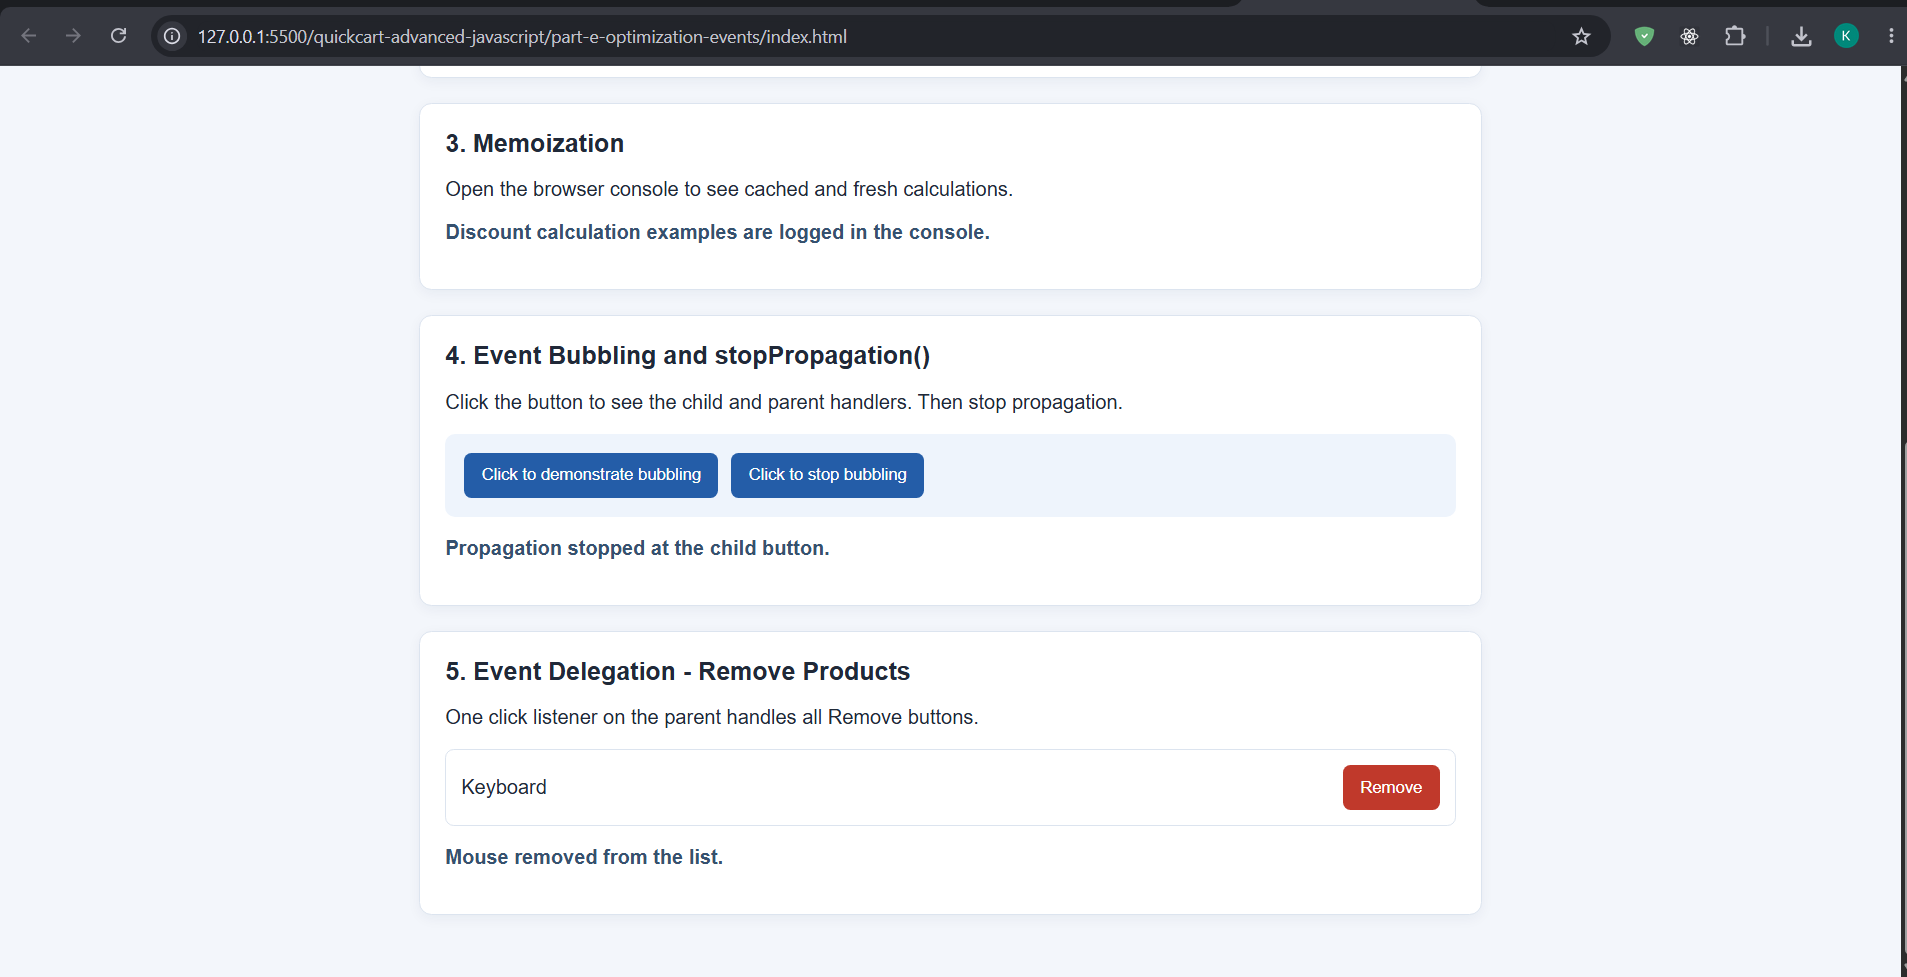 127.0.0.1:5500/quickcart-advanced-javascript/part-e-optimization-events/index.html
K
3. Memoization
Open the browser console to see cached and fresh calculations.
Discount calculation examples are logged in the console.
4. Event Bubbling and stopPropagation()
Click the button to see the child and parent handlers. Then stop propagation.
Click to demonstrate bubbling Click to stop bubbling
Propagation stopped at the child button.
5. Event Delegation - Remove Products
One click listener on the parent handles all Remove buttons.
Keyboard Remove
Mouse removed from the list.